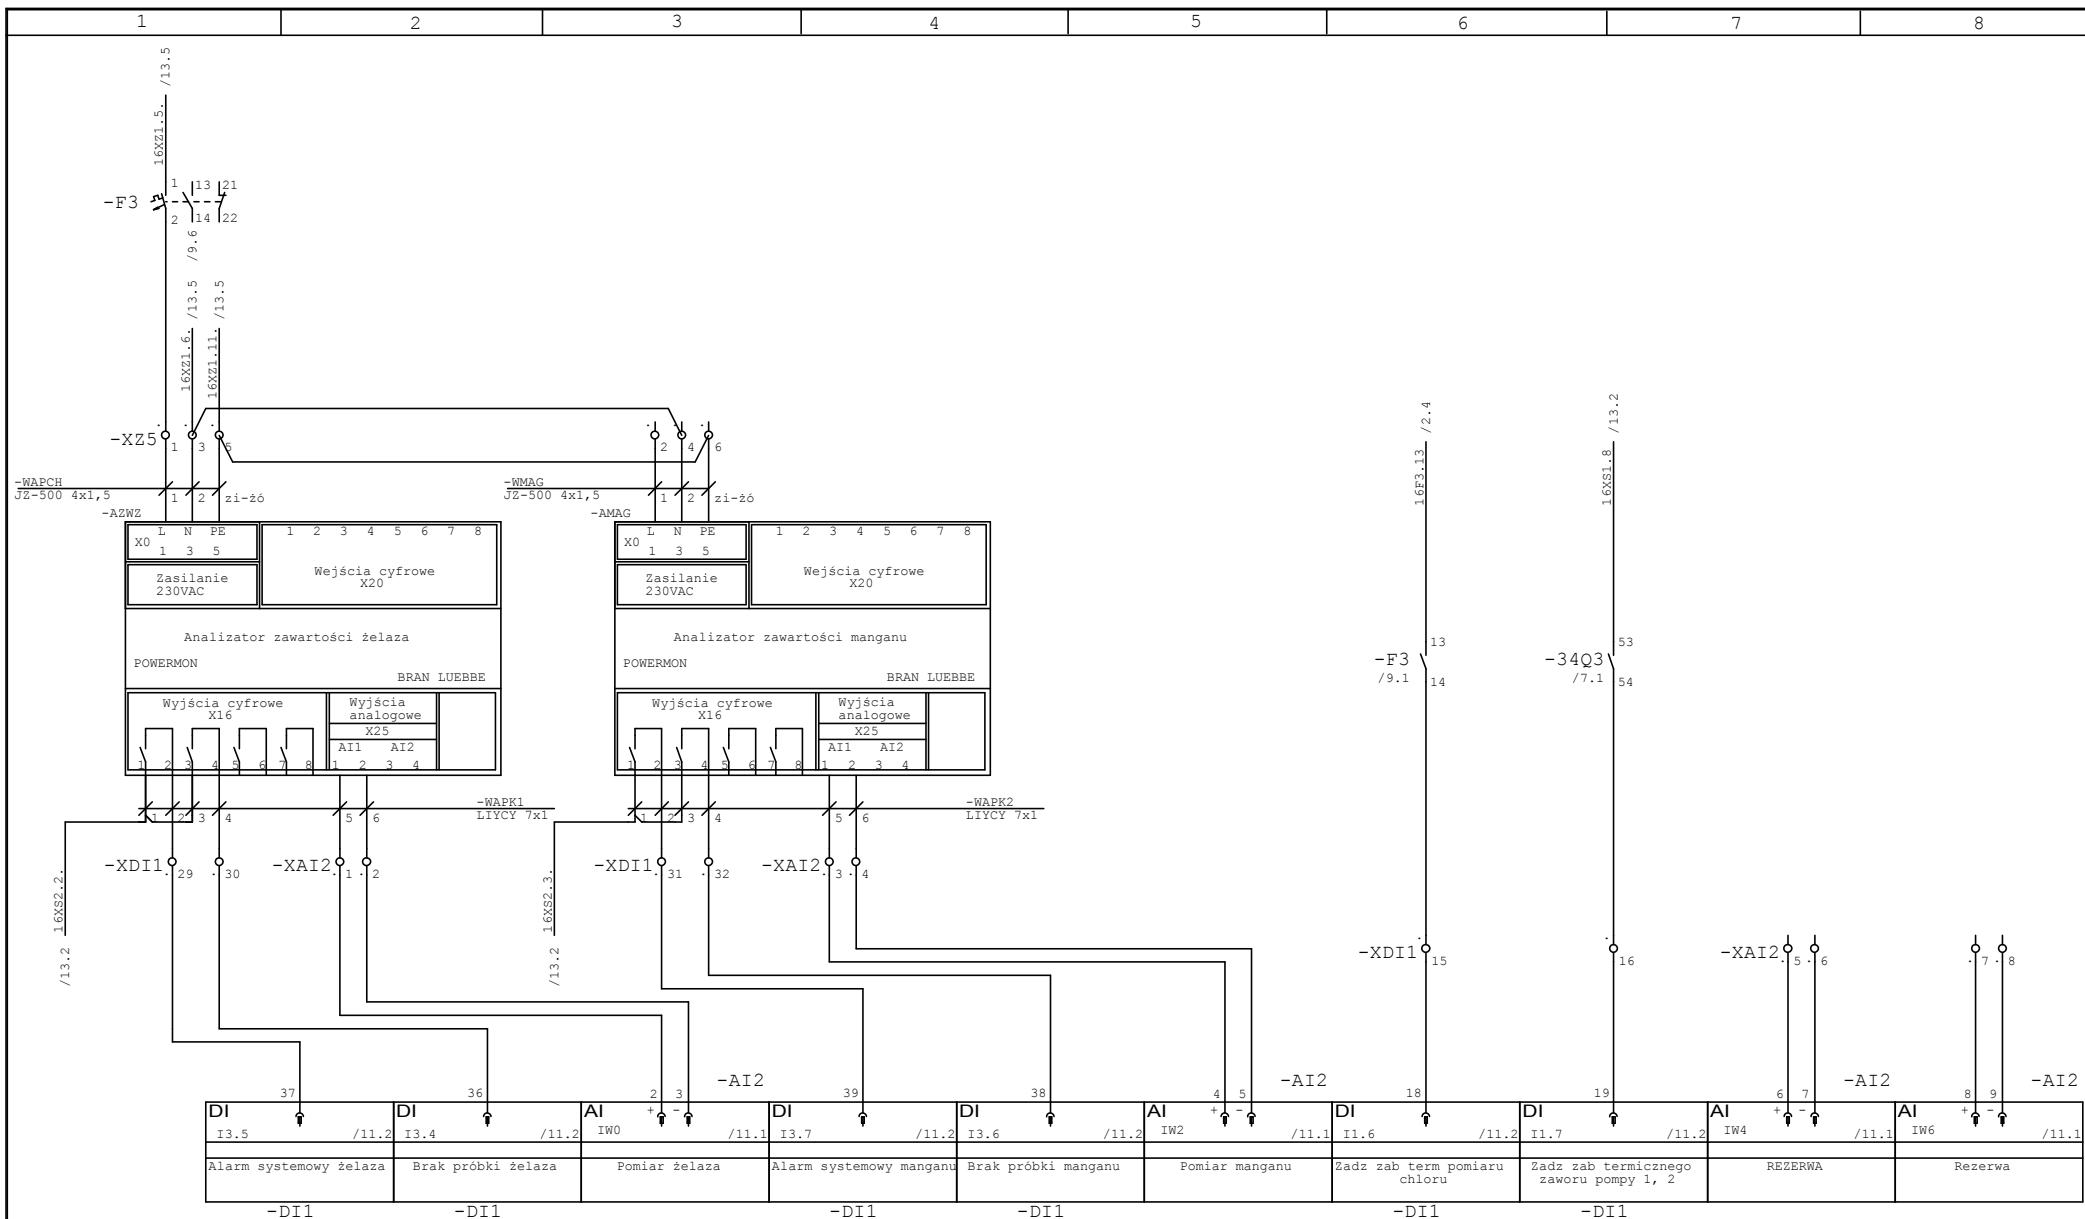 1 2 3 4 5 6 7 8
/13.5
16XZ1.5.
1 13 21
-F3
2 14 22
/9.6
/13.5 /13.5
16XZ1.6. 16XZ1.11.
/2.4 /13.2
16F3.13 16XS1.8
-XZ5 1 3 5 2 4 6
-WAPCH
JZ-500 4x1,5 1 2 zi-żó
-WMAG
JZ-500 4x1,5 1 2 zi-żó
-AZWZ
-AMAG
X0 L N PE
1 3 5
1 2 3 4 5 6 7 8
X0 L N PE
1 3 5
1 2 3 4 5 6 7 8
Zasilanie
230VAC
Wejścia cyfrowe
X20
Zasilanie
230VAC
Wejścia cyfrowe
X20
Analizator zawartości żelaza
Analizator zawartości manganu
POWERMON
BRAN LUEBBE
POWERMON
BRAN LUEBBE
13
-F3
/9.1 14
53
-34Q3
/7.1 54
Wyjścia cyfrowe
X16
Wyjścia
analogowe
X25
AI1 AI2
1 2 3 4 5 6 7 8 1 2 3 4
Wyjścia cyfrowe
X16
Wyjścia
analogowe
X25
AI1 AI2
1 2 3 4 5 6 7 8 1 2 3 4
-WAPK1
LIYCY 7x1
1 2 3 4 5 6
-WAPK2
LIYCY 7x1
1 2 3 4 5 6
-XDI1 29 30 -XAI2 1 2 -XDI1 31 32 -XAI2 3 4
16XS2.2.
/13.2
16XS2.3.
/13.2
-XDI1 15 16 -XAI2 5 6 7 8
37 36 2 3 -AI2 39 38 4 5 -AI2 18 19 6 7 -AI2 8 9 -AI2
DI DI AI + - DI DI AI + - DI DI AI + - AI + -
I3.5 /11.2 I3.4 /11.2 IW0 /11.1 I3.7 /11.2 I3.6 /11.2 IW2 /11.1 I1.6 /11.2 I1.7 /11.2 IW4 /11.1 IW6 /11.1
Alarm systemowy żelaza
Brak próbki żelaza
Pomiar żelaza
Alarm systemowy manganu
Brak próbki manganu
Pomiar manganu
Zadz zab term pomiaru
chloru
Zadz zab termicznego
zaworu pompy 1, 2
REZERWA
Rezerwa
-DI1 -DI1 -DI1 -DI1 -DI1 -DI1